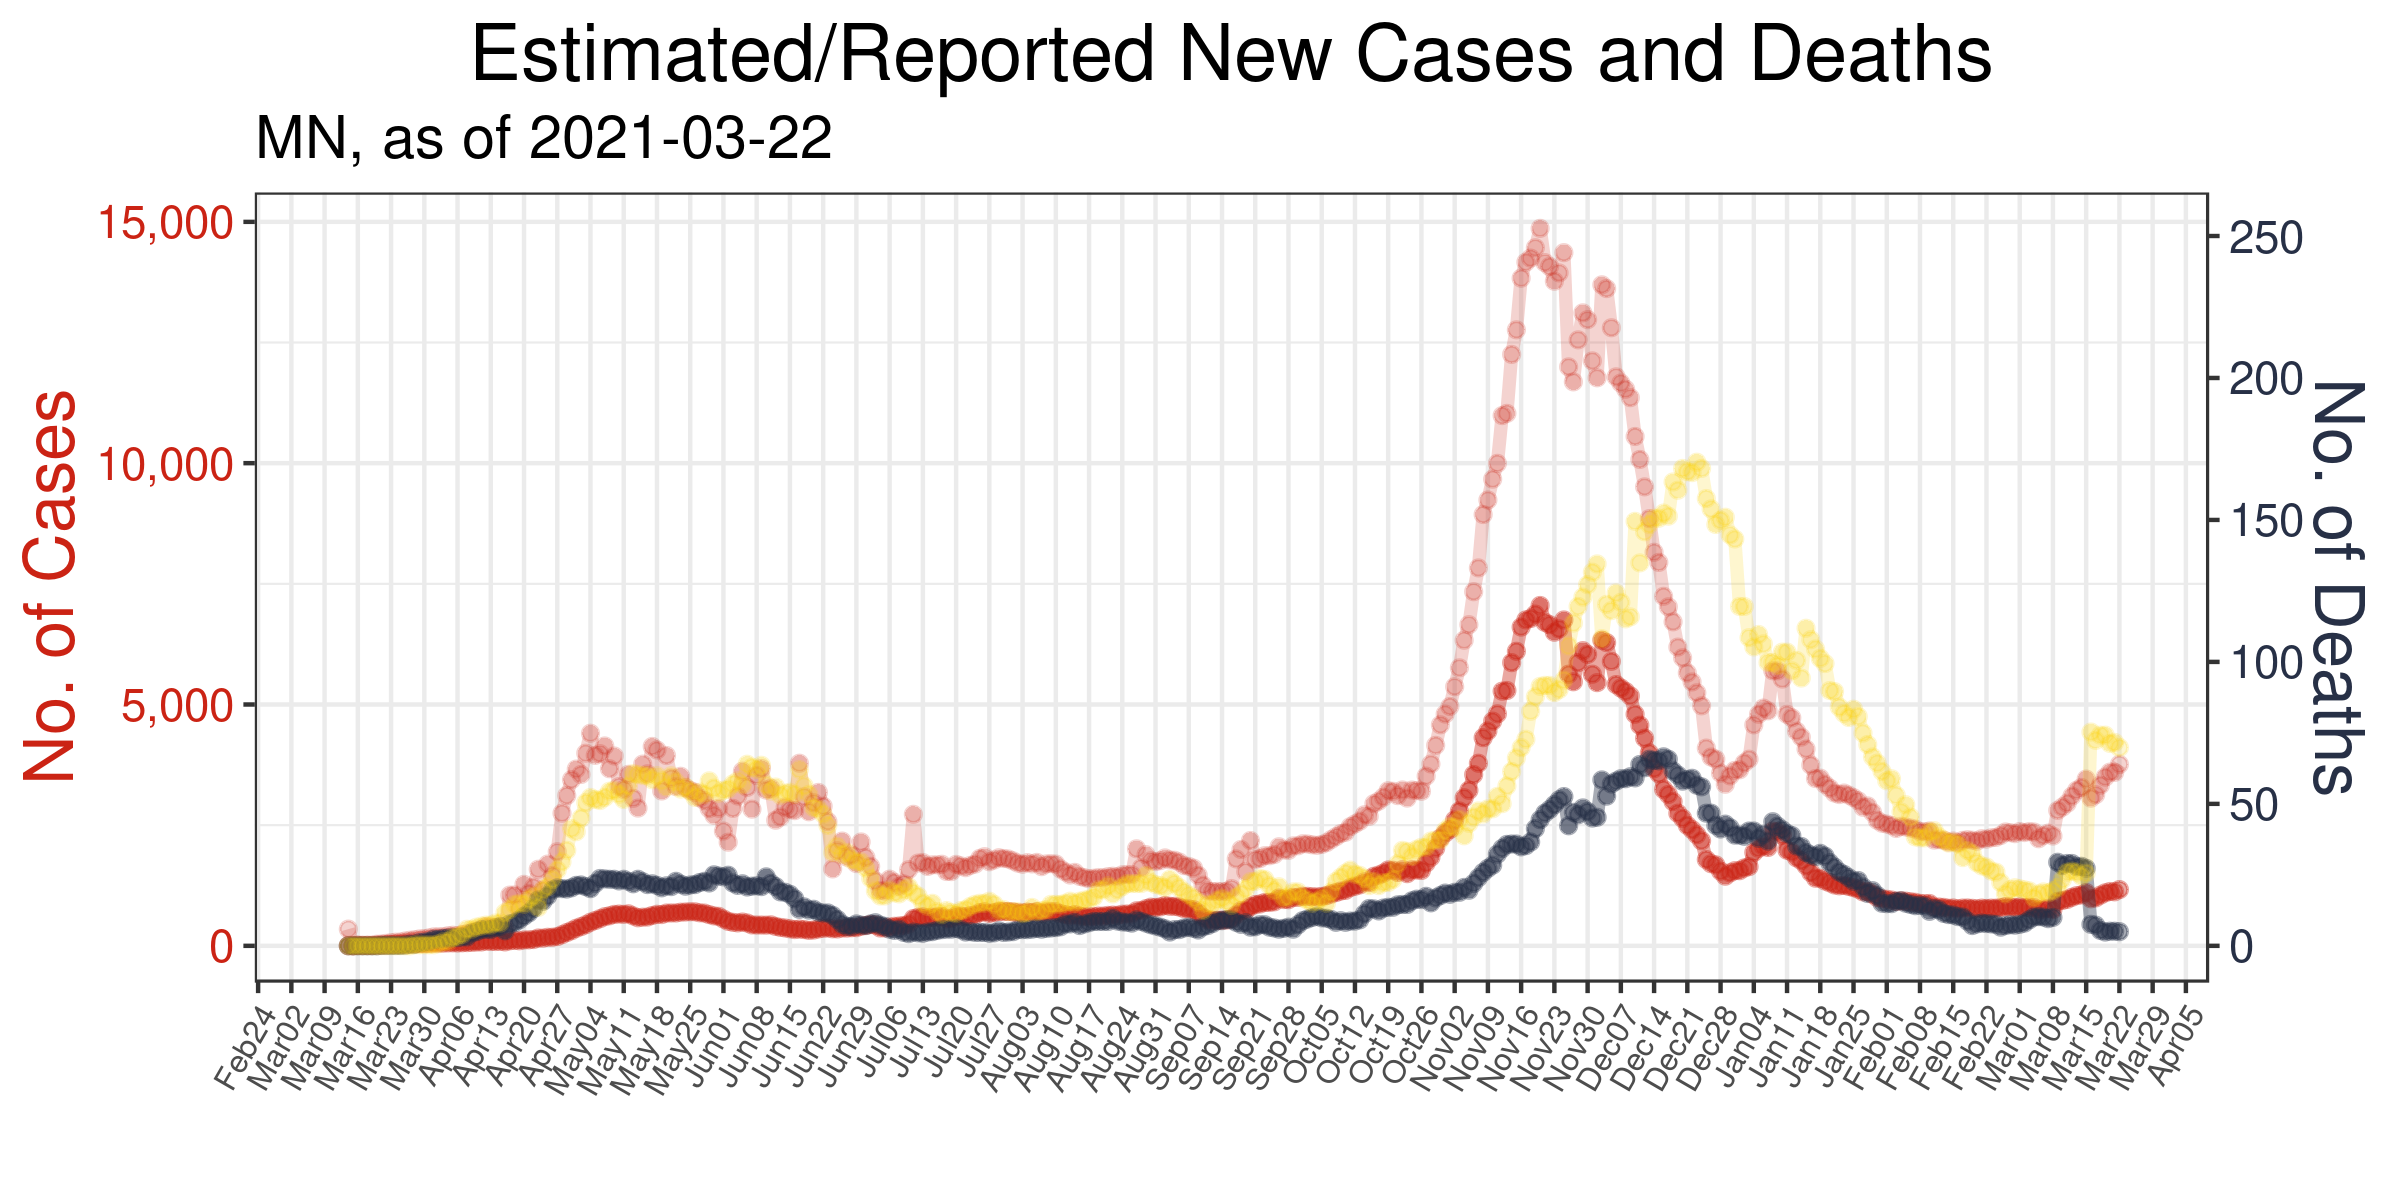 Estimated/Reported New Cases and Deaths
MN, as of 2021-03-22
No. of Cases
15,000
10,000
5,000
0
250
200
150
100
50
0
No. of Deaths
Feb24
Mar02
Mar09
Mar16
Mar23
Mar30
Apr06
Apr13
Apr20
Apr27
May04
May11
May18
May25
Jun01
Jun08
Jun15
Jun22
Jun29
Jul06
Jul13
Jul20
Jul27
Aug03
Aug10
Aug17
Aug24
Aug31
Sep07
Sep14
Sep21
Sep28
Oct05
Oct12
Oct19
Oct26
Nov02
Nov09
Nov16
Nov23
Nov30
Dec07
Dec14
Dec21
Dec28
Jan04
Jan11
Jan18
Jan25
Feb01
Feb08
Feb15
Feb22
Mar01
Mar08
Mar15
Mar22
Mar29
Apr05